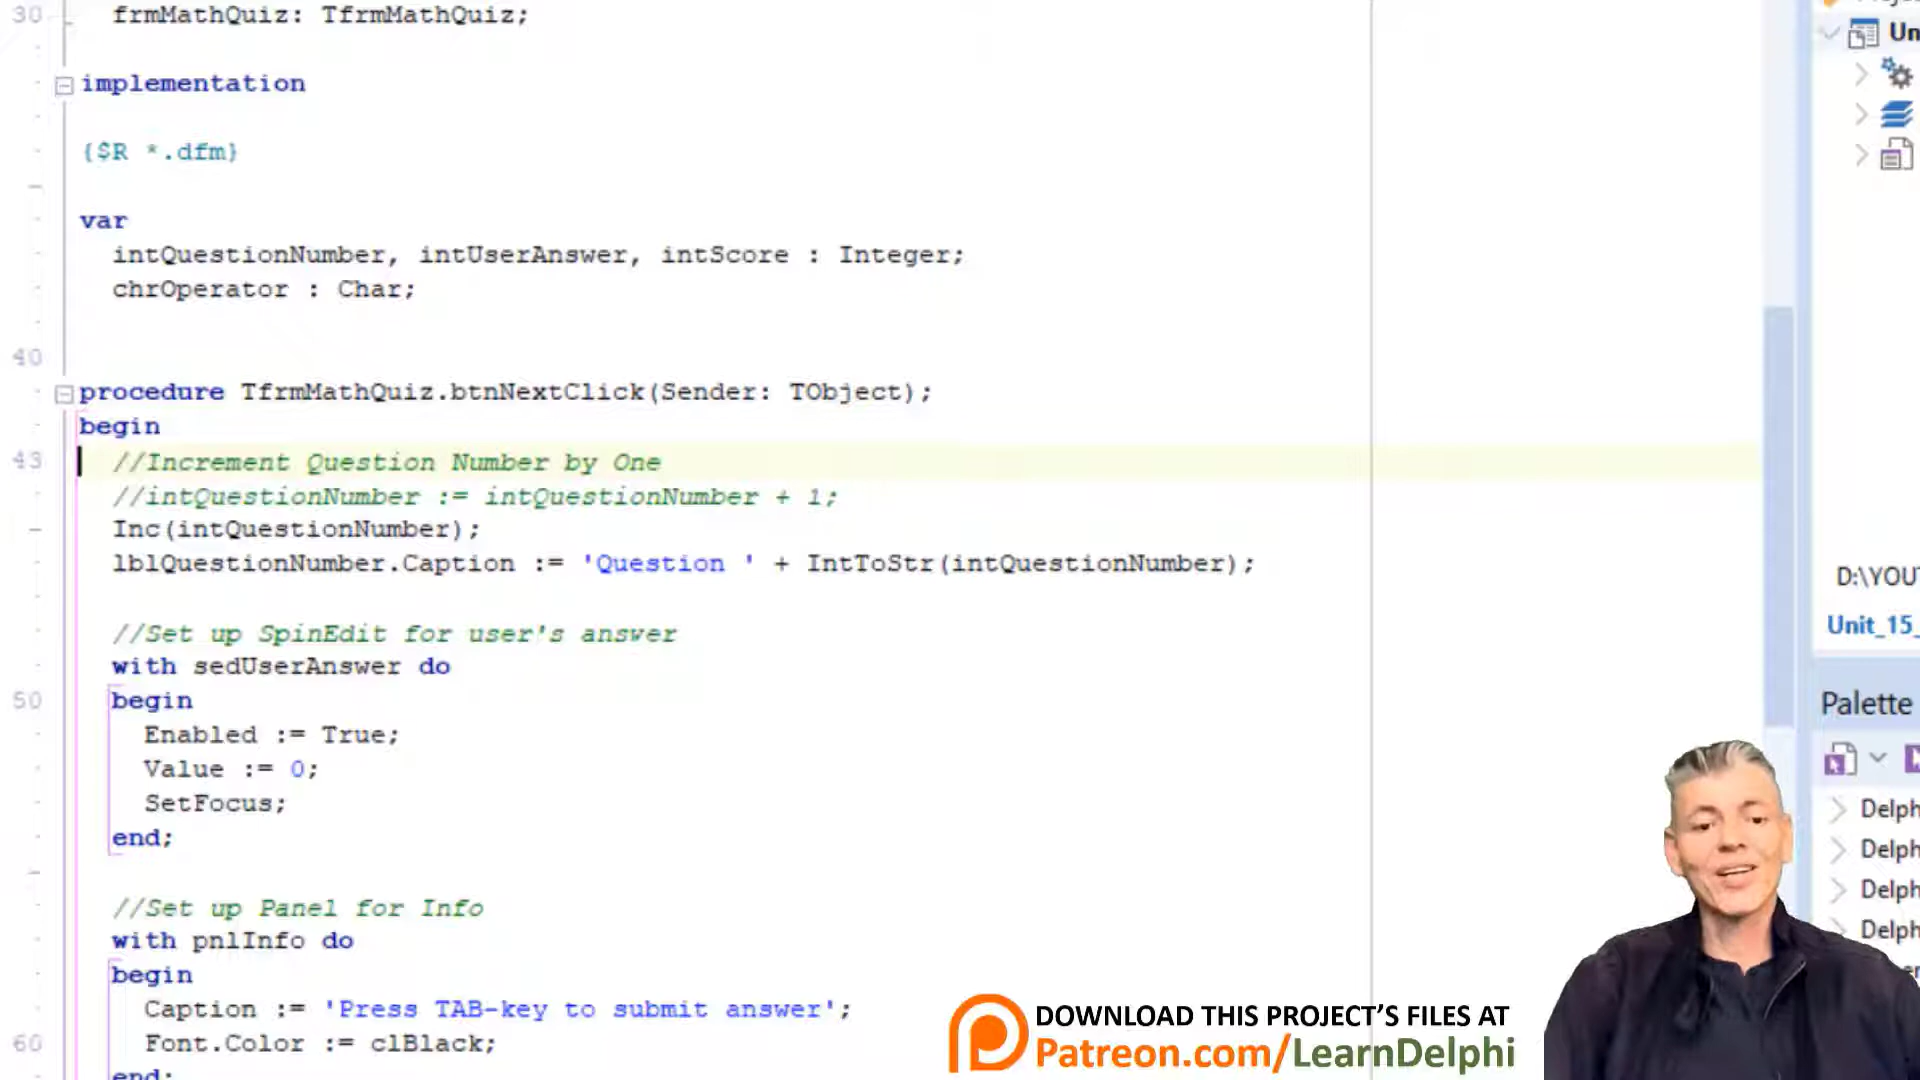 30 frmMathQuiz: TfrmMathQuiz;
implementation
{$R *.dfm}
var
intQuestionNumber, intUserAnswer, intScore : Integer;
chrOperator : Char;
40
procedure TfrmMathQuiz.btnNextClick(Sender: TObject);
begin
43 //Increment Question Number by One
//intQuestionNumber := intQuestionNumber + 1;
Inc(intQuestionNumber);
lblQuestionNumber.Caption := 'Question ' + IntToStr(intQuestionNumber);
//Set up SpinEdit for user's answer
with sedUserAnswer do
50 begin
Enabled := True;
Value := 0;
SetFocus;
end;
//Set up Panel for Info
with pnlInfo do
begin
Caption := 'Press TAB-key to submit answer';
60 Font.Color := clBlack;
end;
Un
D:\YOUT
Unit_15_
Palette
Delph
Delph
Delph
Delph
DOWNLOAD THIS PROJECT'S FILES AT
Patreon.com/LearnDelphi